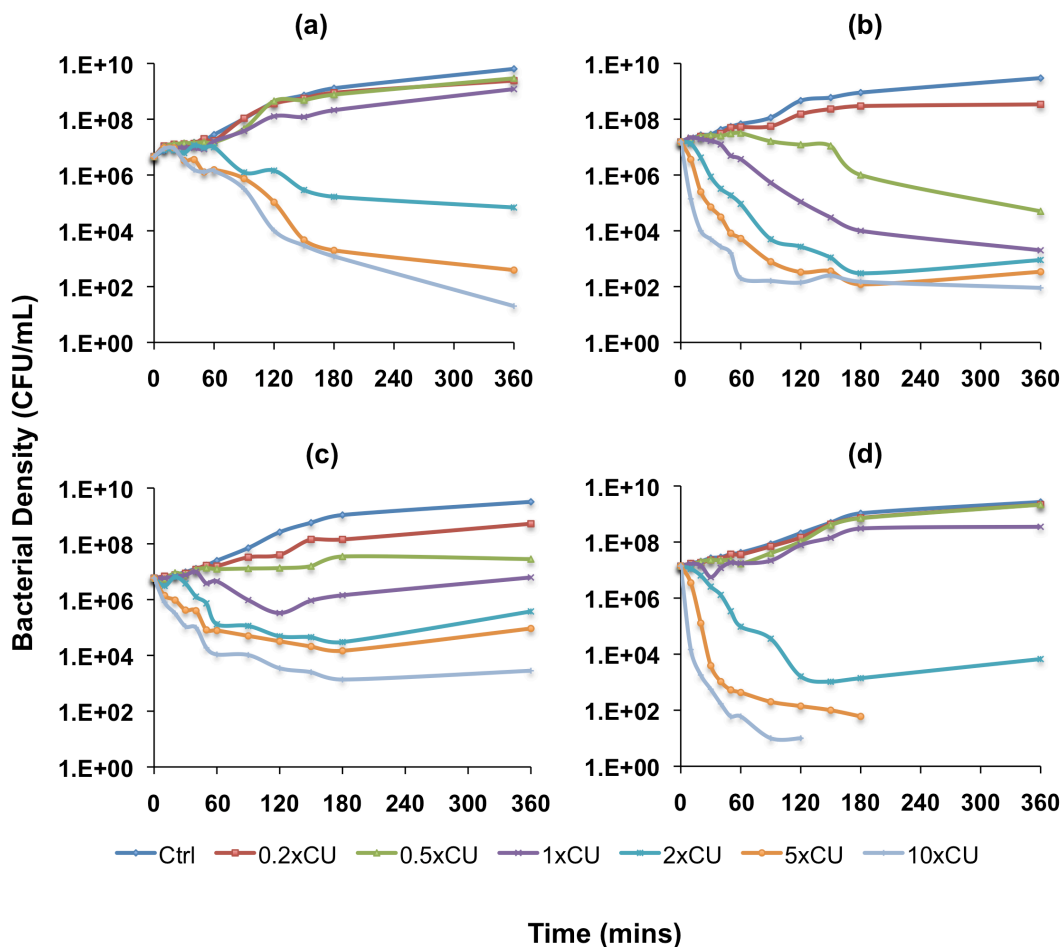 (a) (b)
1.E+10 1.E+10
1.E+08 1.E+08
1.E+06 1.E+06
1.E+04 1.E+04
1.E+02 1.E+02
1.E+00 1.E+00
0 60 120 180 240 300 360 0 60 120 180 240 300 360
Bacterial Density (CFU/mL)
(c) (d)
1.E+10 1.E+10
1.E+08 1.E+08
1.E+06 1.E+06
1.E+04 1.E+04
1.E+02 1.E+02
1.E+00 1.E+00
0 60 120 180 240 300 360 0 60 120 180 240 300 360
Ctrl 0.2xCU 0.5xCU 1xCU 2xCU 5xCU 10xCU
Time (mins)